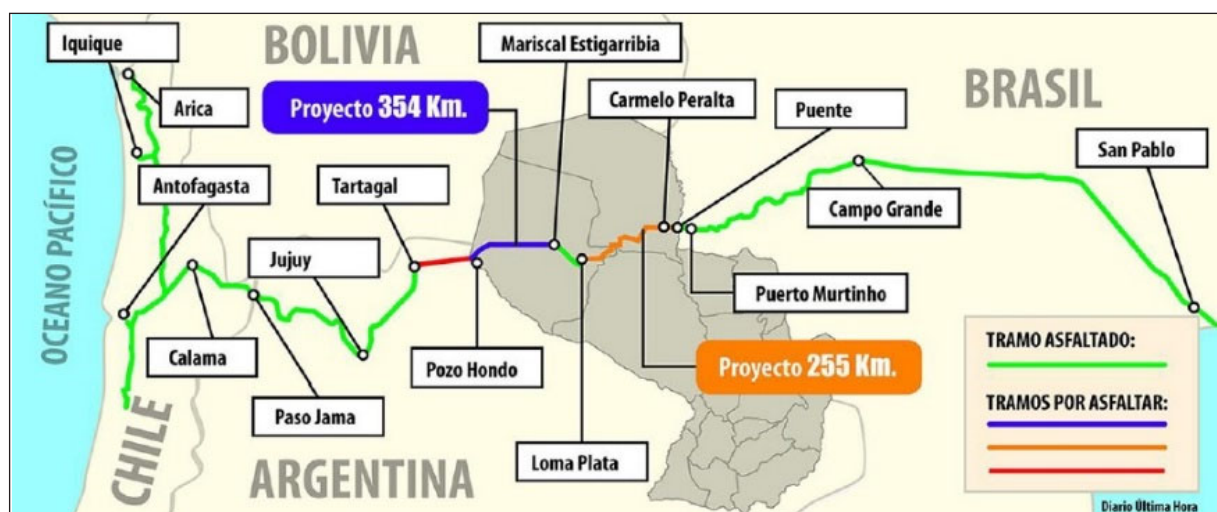 Iquique
BOLIVIA
Mariscal Estigarribia
BRASIL
Arica
Proyecto 354 Km.
Carmelo Peralta
Puente
San Pablo
OCEANO PACÍFICO
Antofagasta
Tartagal
Campo Grande
Jujuy
Puerto Murtinho
Calama
Pozo Hondo
Proyecto 255 Km.
Paso Jama
Loma Plata
CHILE
ARGENTINA
TRAMO ASFALTADO:
TRAMOS POR ASFALTAR:
Diario Última Hora